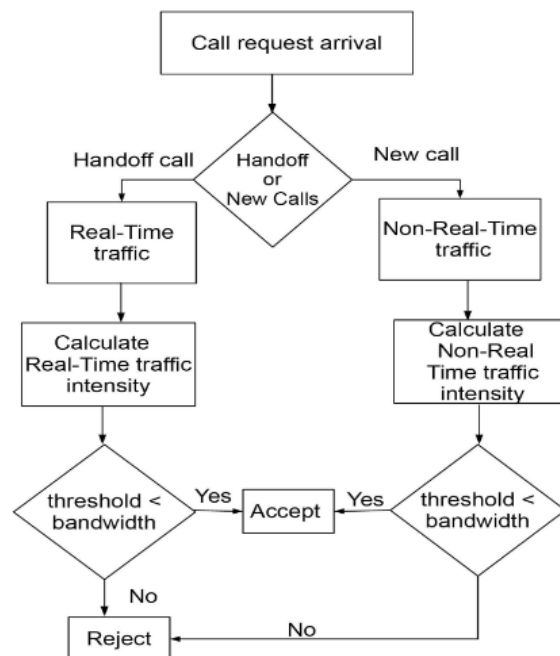 Call request arrival
Handoff call
Handoff
or
New Calls
New call
Real-Time
traffic
Non-Real-Time
traffic
Calculate
Real-Time traffic
intensity
Calculate
Non-Real
Time traffic
intensity
threshold <
bandwidth
Yes
Accept
Yes
threshold <
bandwidth
No
No
Reject